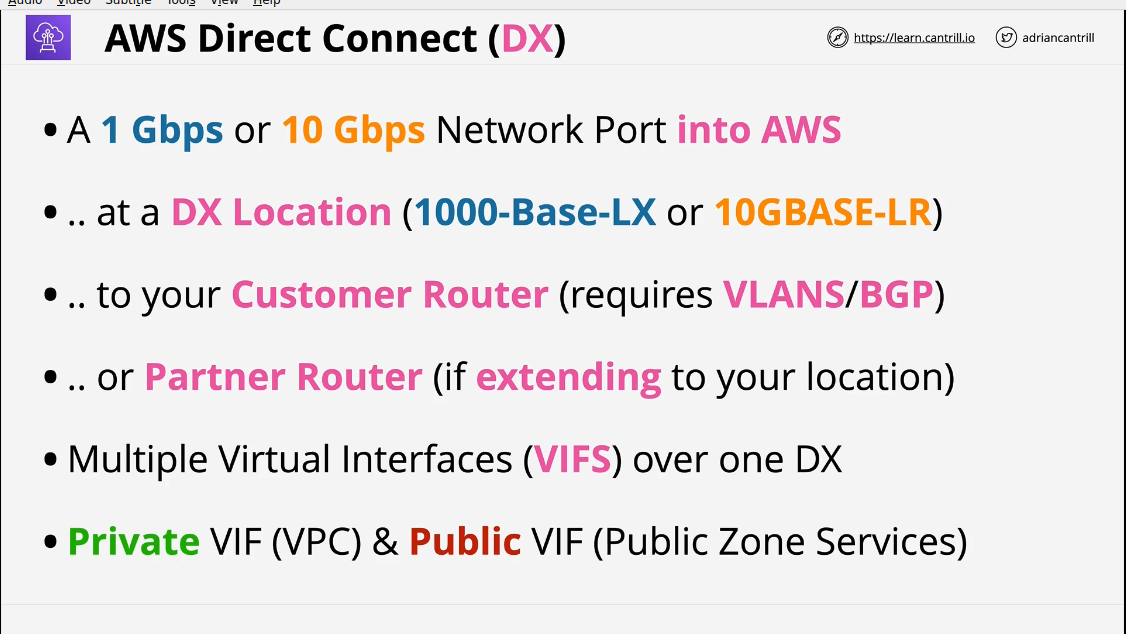 Audio Video Subtitle Tools View Help
AWS Direct Connect (DX)
https://learn.cantrill.io
adriancantrill
• A 1 Gbps or 10 Gbps Network Port into AWS
• .. at a DX Location (1000-Base-LX or 10GBASE-LR)
• .. to your Customer Router (requires VLANS/BGP)
• .. or Partner Router (if extending to your location)
• Multiple Virtual Interfaces (VIFS) over one DX
• Private VIF (VPC) & Public VIF (Public Zone Services)